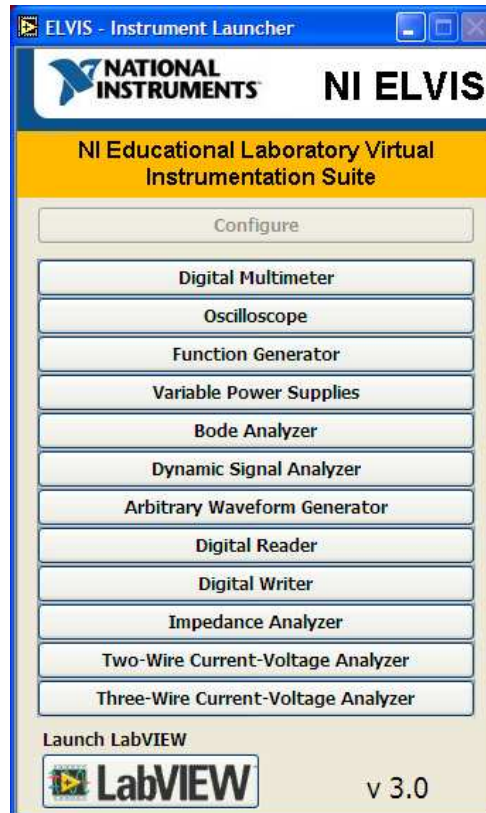 ELVIS - Instrument Launcher
NATIONAL
INSTRUMENTS
NI ELVIS
NI Educational Laboratory Virtual
Instrumentation Suite
Configure
Digital Multimeter
Oscilloscope
Function Generator
Variable Power Supplies
Bode Analyzer
Dynamic Signal Analyzer
Arbitrary Waveform Generator
Digital Reader
Digital Writer
Impedance Analyzer
Two-Wire Current-Voltage Analyzer
Three-Wire Current-Voltage Analyzer
Launch LabVIEW
LabVIEW
v 3.0